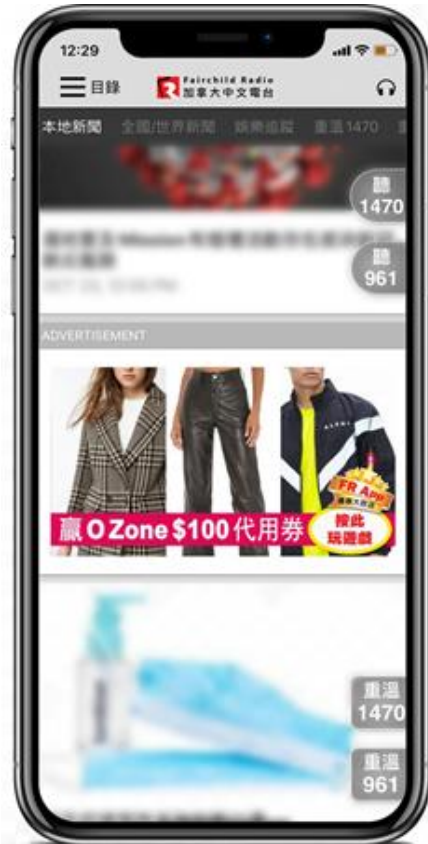 12:29
目錄
Fairchild Radio
加拿大中文電台
本地新聞 全國/世界新聞 娛樂追蹤 重溫1470
聽
1470
聽
961
ADVERTISEMENT
FR App
按此
玩遊戲
贏 O Zone $100 代用券
重溫
1470
重溫
961